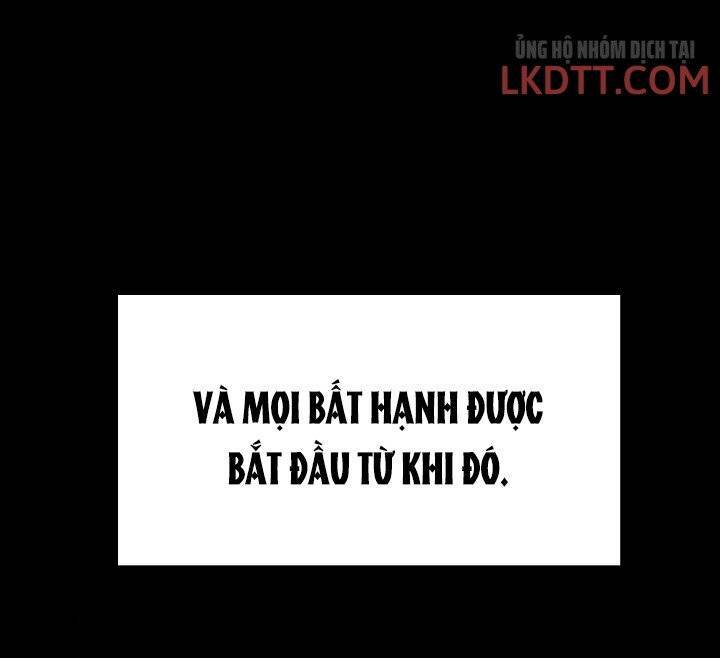 ỦNG HỘ NHÓM DỊCH TẠI
LKDTT.COM
VÀ MỌI BẤT HẠNH ĐƯỢC
BẮT ĐẦU TỪ KHI ĐÓ.